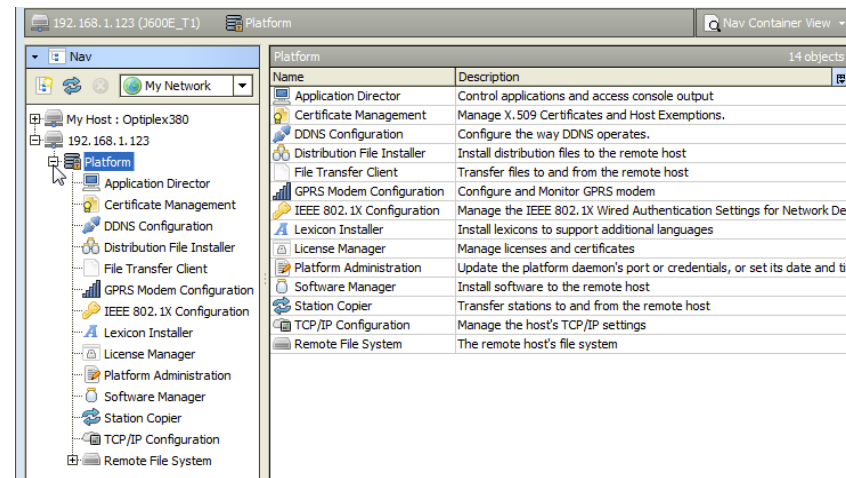 192.168.1.123 (J600E_T1) Platform Nav Container View
Nav
My Network
My Host : Optiplex380
192.168.1.123
Platform
Application Director
Certificate Management
DDNS Configuration
Distribution File Installer
File Transfer Client
GPRS Modem Configuration
IEEE 802.1X Configuration
Lexicon Installer
License Manager
Platform Administration
Software Manager
Station Copier
TCP/IP Configuration
Remote File System
Platform 14 objects
Name Description
Application Director Control applications and access console output
Certificate Management Manage X.509 Certificates and Host Exemptions.
DDNS Configuration Configure the way DDNS operates.
Distribution File Installer Install distribution files to the remote host
File Transfer Client Transfer files to and from the remote host
GPRS Modem Configuration Configure and Monitor GPRS modem
IEEE 802.1X Configuration Manage the IEEE 802.1X Wired Authentication Settings for Network De
Lexicon Installer Install lexicons to support additional languages
License Manager Manage licenses and certificates
Platform Administration Update the platform daemon's port or credentials, or set its date and ti
Software Manager Install software to the remote host
Station Copier Transfer stations to and from the remote host
TCP/IP Configuration Manage the host's TCP/IP settings
Remote File System The remote host's file system